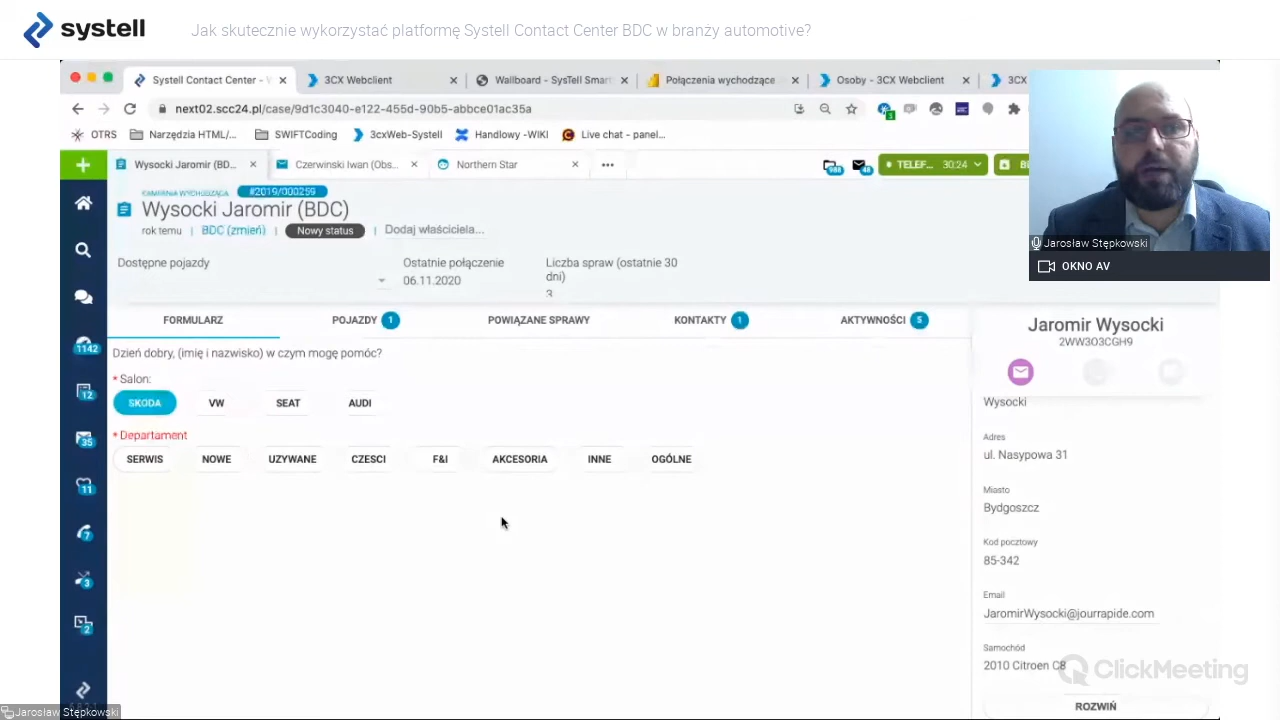 systell
Jak skutecznie wykorzystać platformę Systell Contact Center BDC w branży automotive?
Systell Contact Center - W
3CX Webclient
Wallboard - SysTell Smart
Połączenia wychodzące
Osoby - 3CX Webclient
3CX
next02.scc24.pl/case/9d1c3040-e122-455d-90b5-abbce01ac35a
OTRS
Narzędzia HTML/...
SWIFTCoding
3cxWeb-Systell
Handlowy -WIKI
Live chat - panel...
Wysocki Jaromir (BD...
Czerwinski Iwan (Obs...
Northern Star
988
48
TELEF... 30:24
KAMPANIA WYCHODZĄCA
#2019/000259
Wysocki Jaromir (BDC)
rok temu | BDC (zmień) | Nowy status | Dodaj właściciela...
Dostępne pojazdy
Ostatnie połączenie
06.11.2020
Liczba spraw (ostatnie 30
dni)
3
Jarosław Stępkowski
OKNO AV
FORMULARZ
POJAZDY 1
POWIĄZANE SPRAWY
KONTAKTY 1
AKTYWNOŚCI 5
Dzień dobry, (imię i nazwisko) w czym mogę pomóc?
* Salon:
SKODA
VW
SEAT
AUDI
* Departament
SERWIS
NOWE
UZYWANE
CZESCI
F&I
AKCESORIA
INNE
OGÓLNE
1142
12
35
11
7
3
2
Jaromir Wysocki
2WW3O3CGH9
Wysocki
Adres
ul. Nasypowa 31
Miasto
Bydgoszcz
Kod pocztowy
85-342
Email
JaromirWysocki@jourrapide.com
Samochód
2010 Citroen C8
ClickMeeting
ROZWIŃ
Jarosław Stępkowski